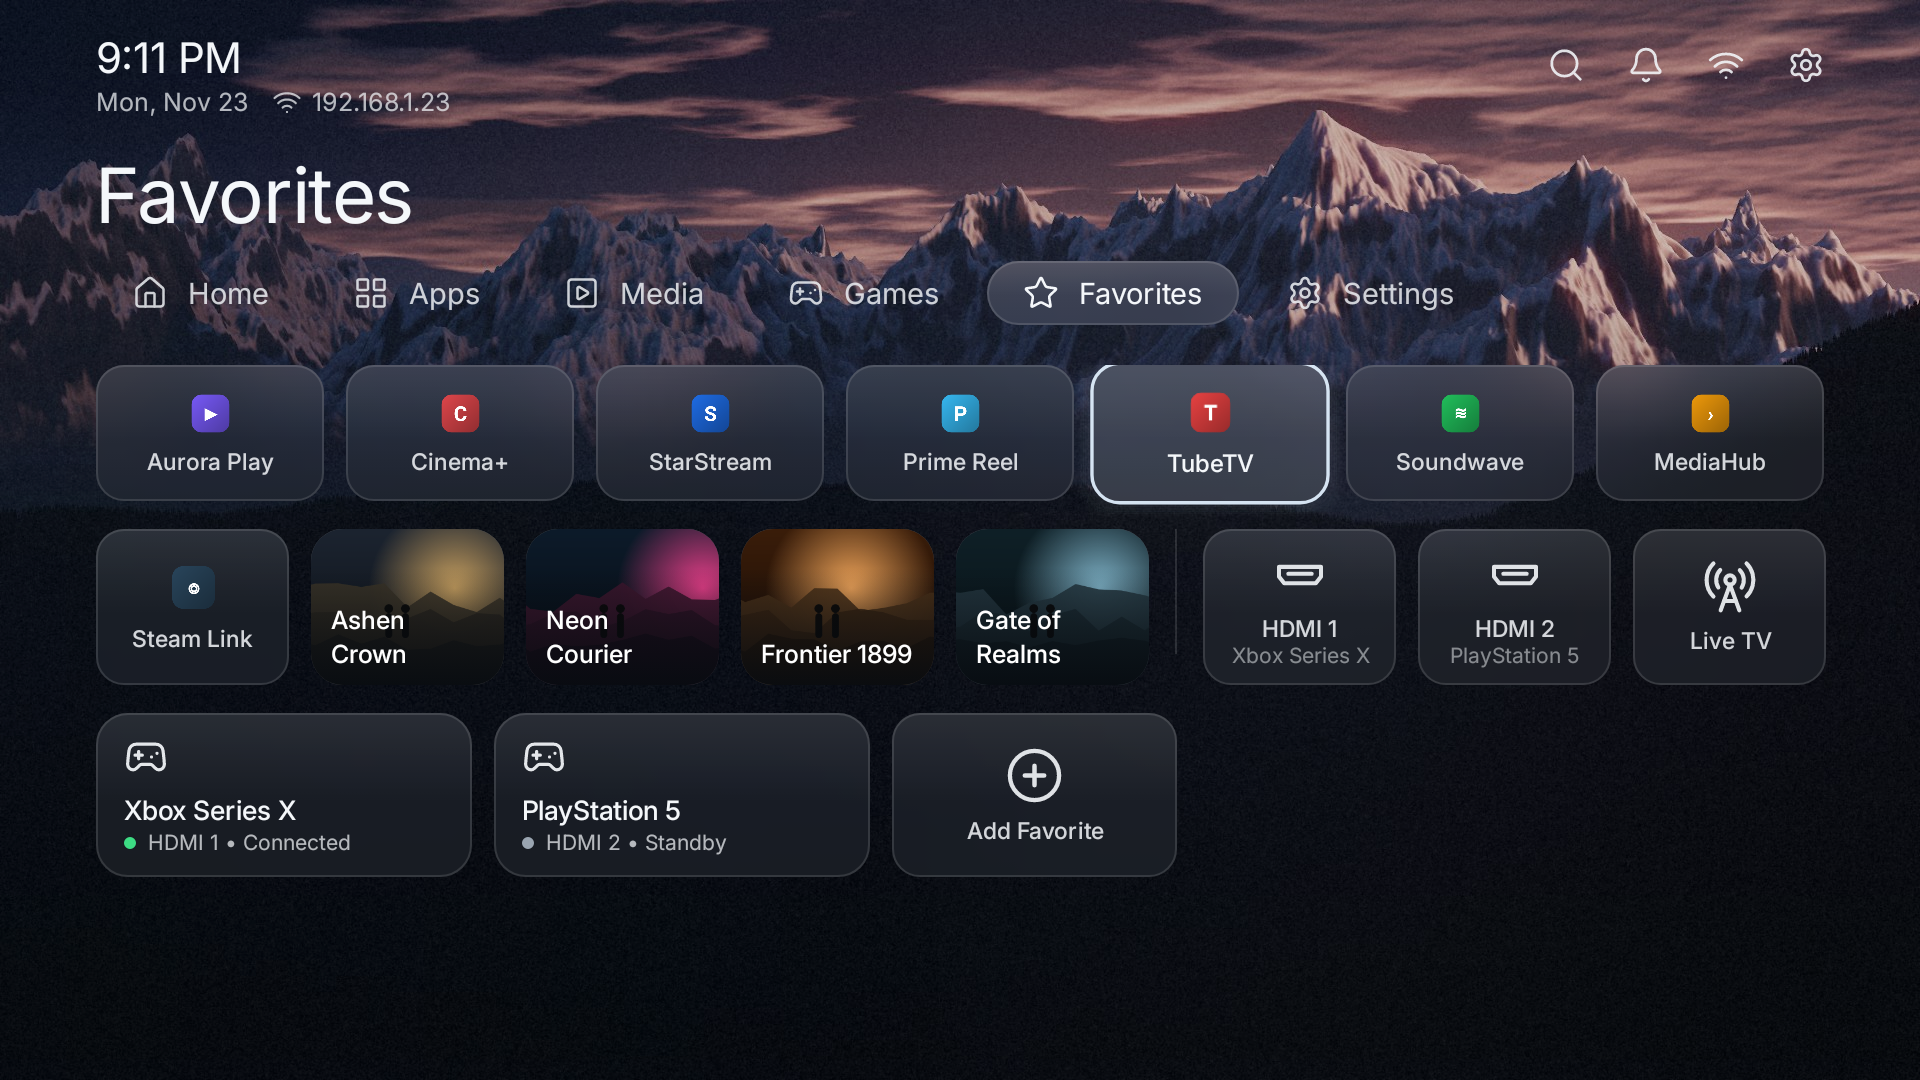 9:11 PM
Mon, Nov 23 192.168.1.23
Favorites
Home Apps Media Games Favorites Settings
C S P T
Aurora Play Cinema+ StarStream Prime Reel TubeTV Soundwave MediaHub
Steam Link
Ashen
Crown
Neon
Courier
Frontier 1899
Gate of
Realms
HDMI 1
Xbox Series X
HDMI 2
PlayStation 5
Live TV
Xbox Series X
HDMI 1 • Connected
PlayStation 5
HDMI 2 • Standby
Add Favorite